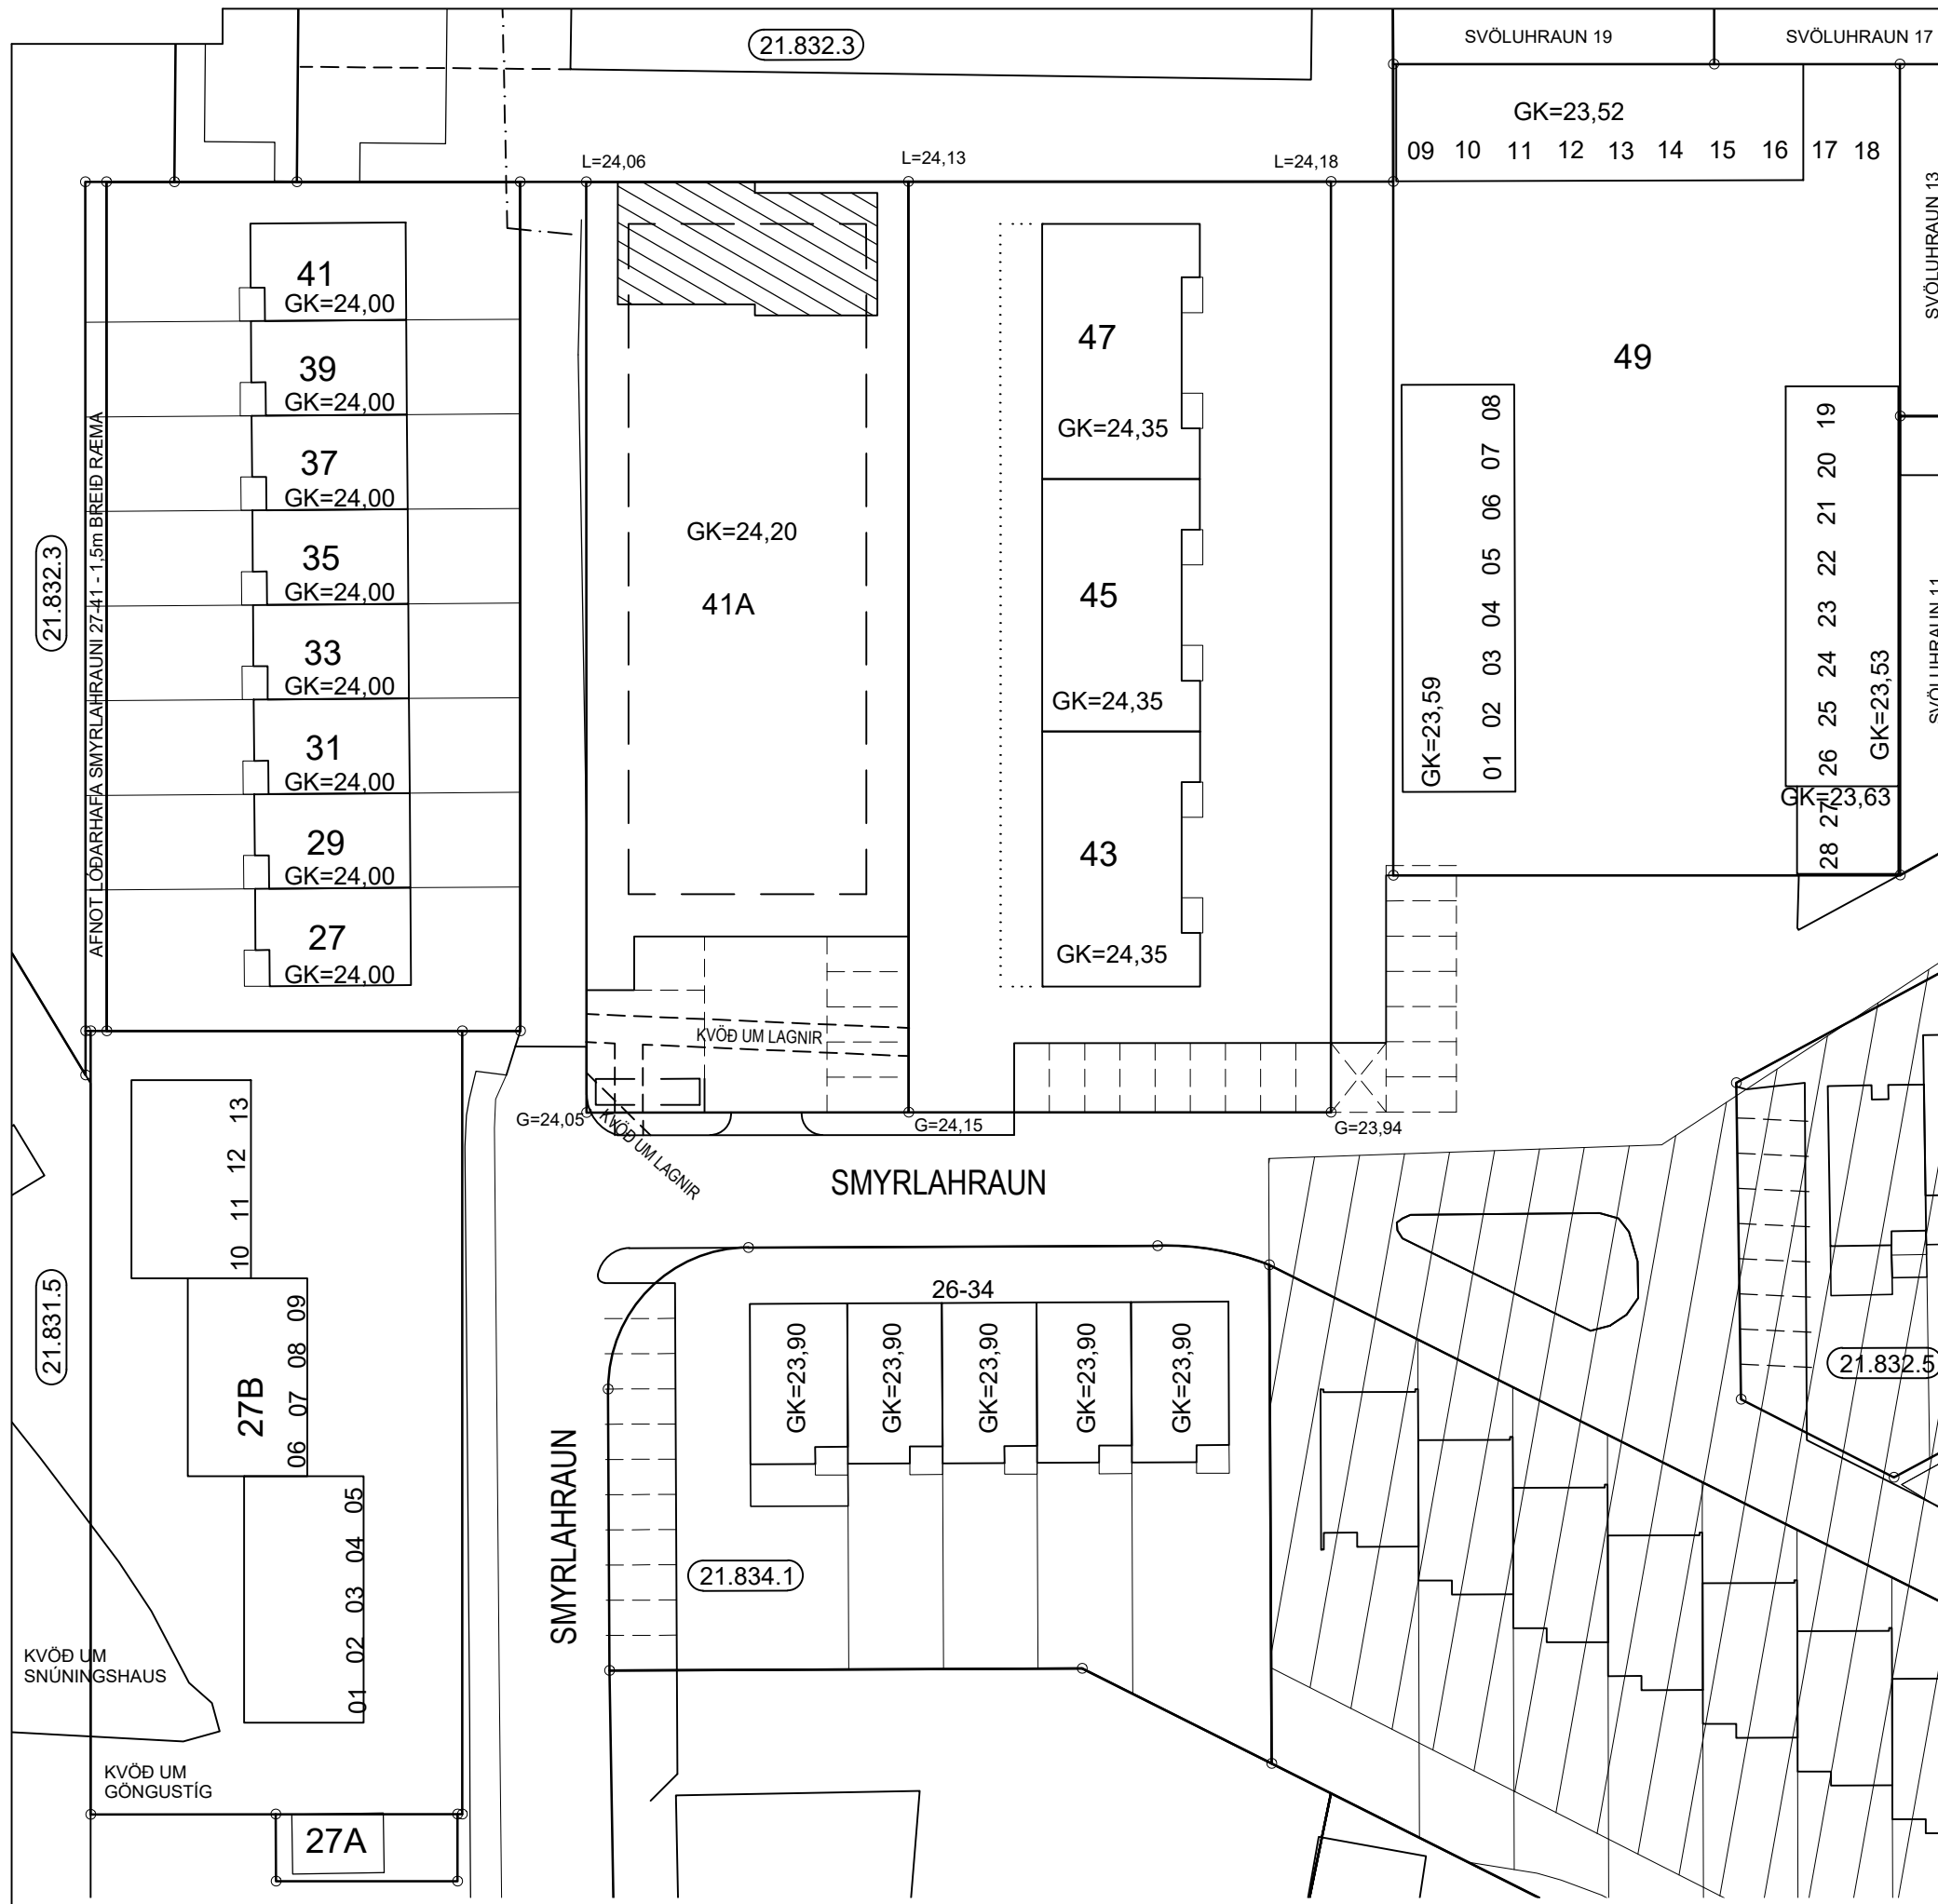 21.832.3
SVÖLUHRAUN 19
SVÖLUHRAUN 17
GK=23,52
09 10 11 12 13 14 15 16 17 18
L=24,06
L=24,13
L=24,18
SVÖLUHRAUN 13
41
GK=24,00
39
GK=24,00
37
GK=24,00
35
GK=24,00
33
GK=24,00
31
GK=24,00
29
GK=24,00
27
GK=24,00
AFNOT LOÐARHAFA SMYRLAHRAUNI 27-41 - 1,5m BREIÐ RÆMA
21.832.3
GK=24,20
41A
47
GK=24,35
45
GK=24,35
43
GK=24,35
49
01 02 03 04 05 06 07 08
GK=23,59
19 20 21 22 23 24 25 26 27 28
GK=23,53
GK=23,63
SVÖLUHRAUN 11
KVÖÐ UM LAGNIR
KVÖÐ UM LAGNIR
G=24,05
G=24,15
G=23,94
SMYRLAHRAUN
10 11 12 13
06 07 08 09
27B
01 02 03 04 05
21.831.5
26-34
GK=23,90
GK=23,90
GK=23,90
GK=23,90
GK=23,90
SMYRLAHRAUN
21.834.1
21.832.5
KVÖÐ UM
SNÚNINGSHAUS
KVÖÐ UM
GÖNGUSTÍG
27A